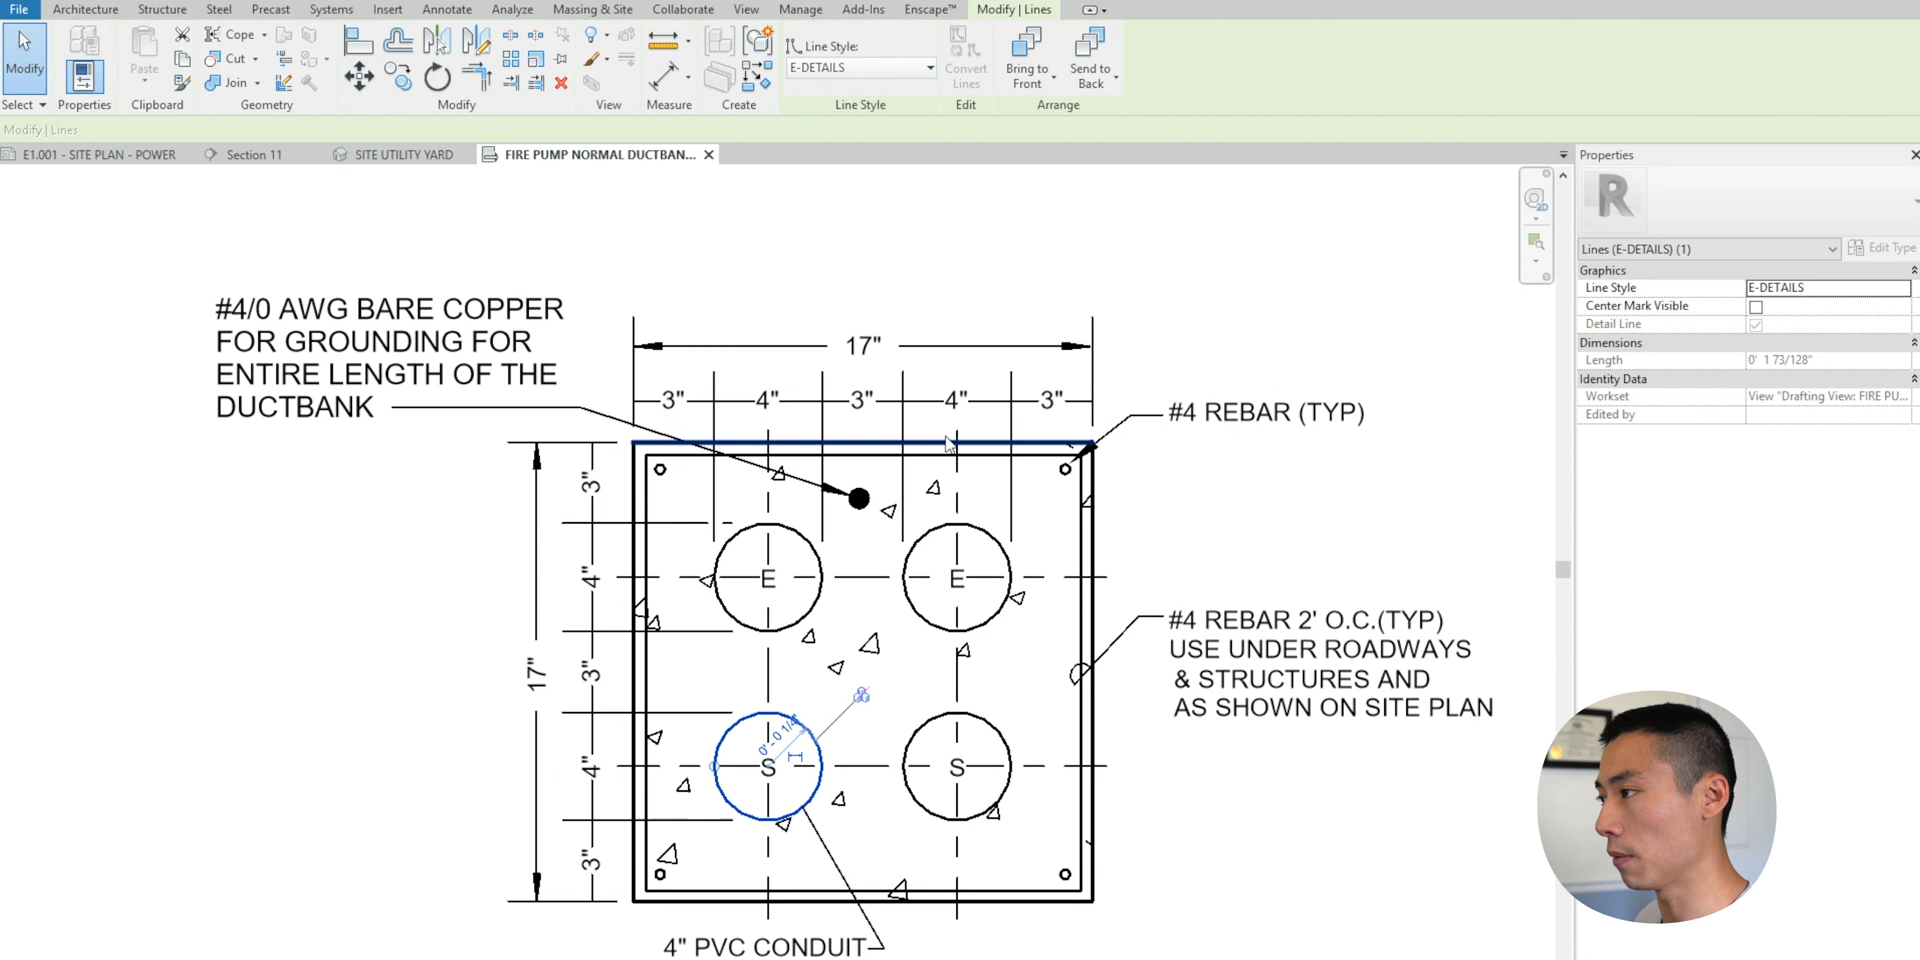 File Architecture Structure Steel Precast Systems Insert Annotate Analyze Massing & Site Collaborate View Manage Add-Ins Enscape™ Modify | Lines
Modify
Select
Properties
Paste
Clipboard
Cope
Cut
Join
Geometry
Modify
View
Measure
Create
Line Style:
E-DETAILS
Line Style
Convert
Lines
Edit
Bring to
Front
Send to
Back
Arrange
Modify | Lines
E1.001 - SITE PLAN - POWER
Section 11
SITE UTILITY YARD
FIRE PUMP NORMAL DUCTBAN...
Properties
R
Lines (E-DETAILS) (1)
Edit Type
Graphics
Line Style E-DETAILS
Center Mark Visible
Detail Line
Dimensions
Length 0' 1 73/128"
Identity Data
Workset View "Drafting View: FIRE PU...
Edited by
2D
#4/0 AWG BARE COPPER
FOR GROUNDING FOR
ENTIRE LENGTH OF THE
DUCTBANK
17"
3" 4" 3" 4" 3"
#4 REBAR (TYP)
17"
3"
4"
3"
4"
3"
E E
0' - 0 1/4"
S S
#4 REBAR 2' O.C.(TYP)
USE UNDER ROADWAYS
& STRUCTURES AND
AS SHOWN ON SITE PLAN
4" PVC CONDUIT